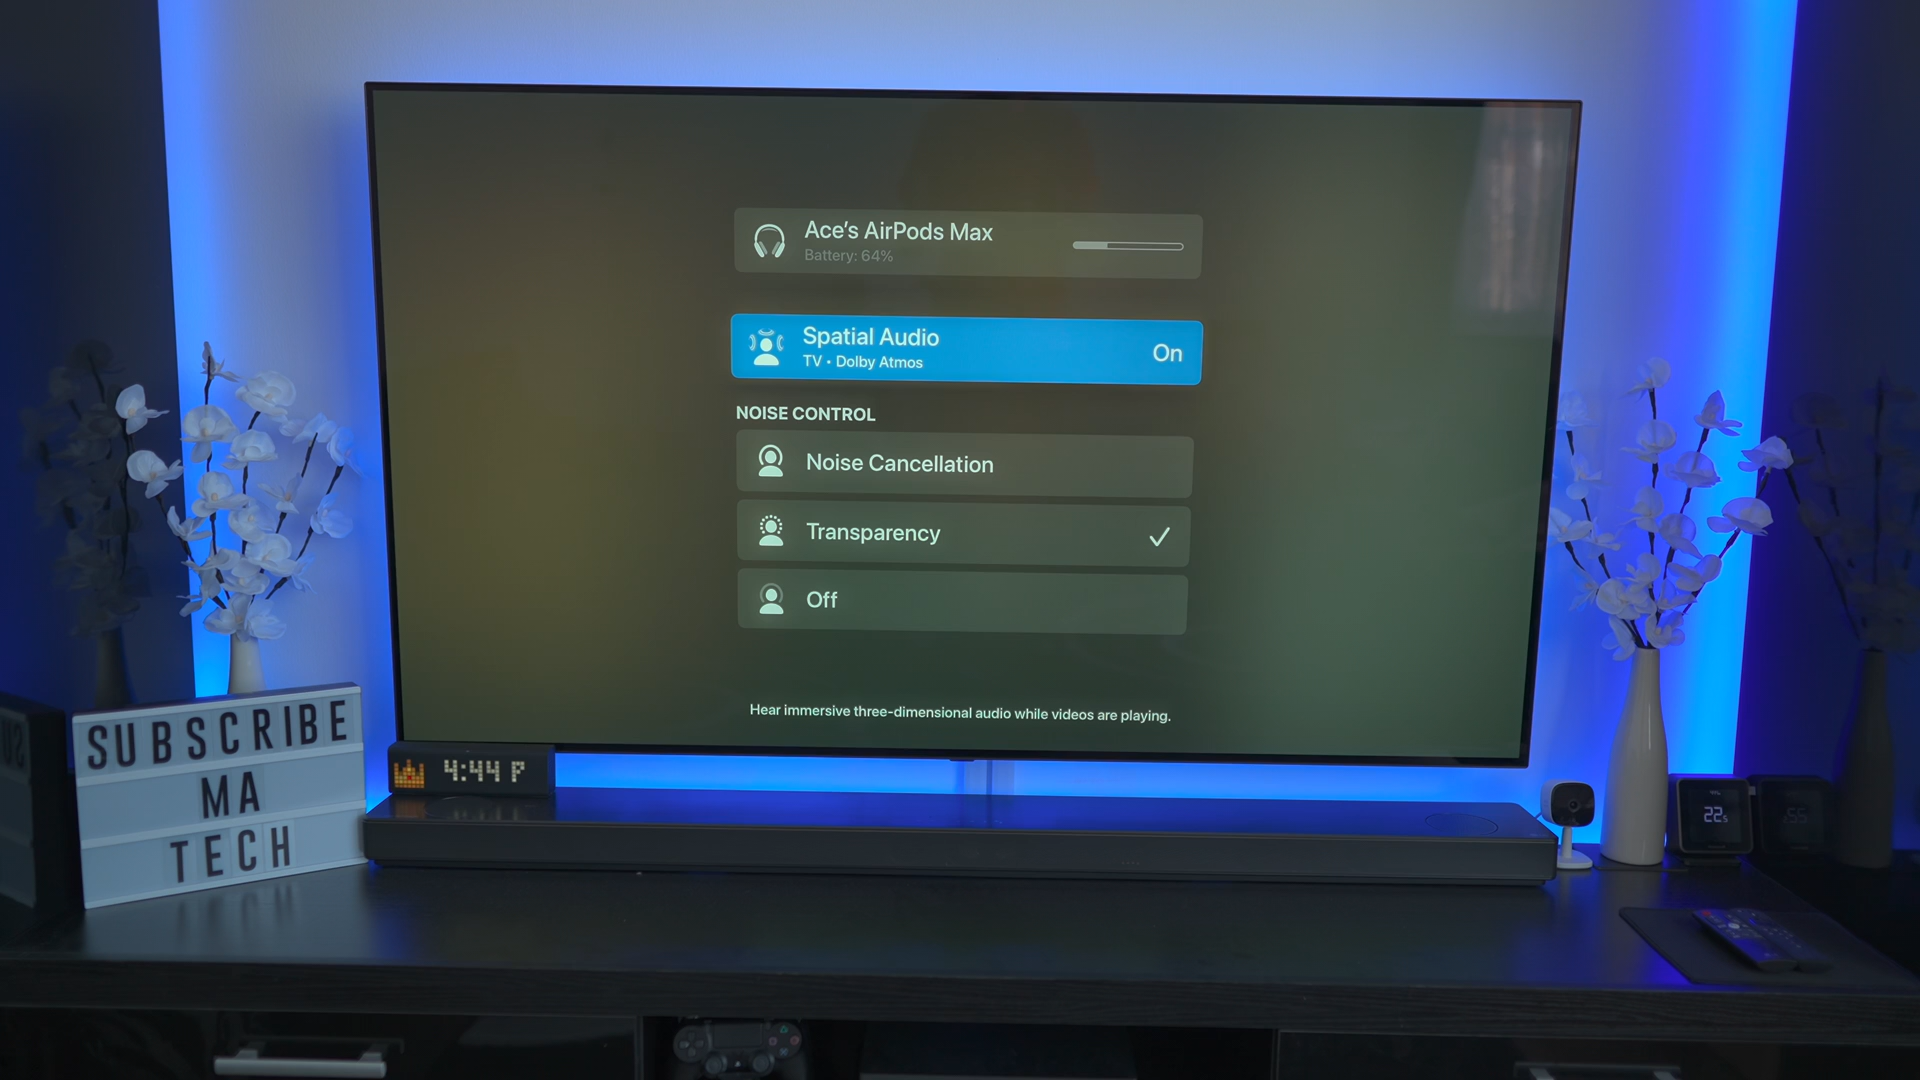 Ace's AirPods Max
Battery: 64%
Spatial Audio
TV • Dolby Atmos
On
NOISE CONTROL
Noise Cancellation
Transparency
Off
Hear immersive three-dimensional audio while videos are playing.
SUBSCRIBE
MA
TECH
4:44 P
22.5